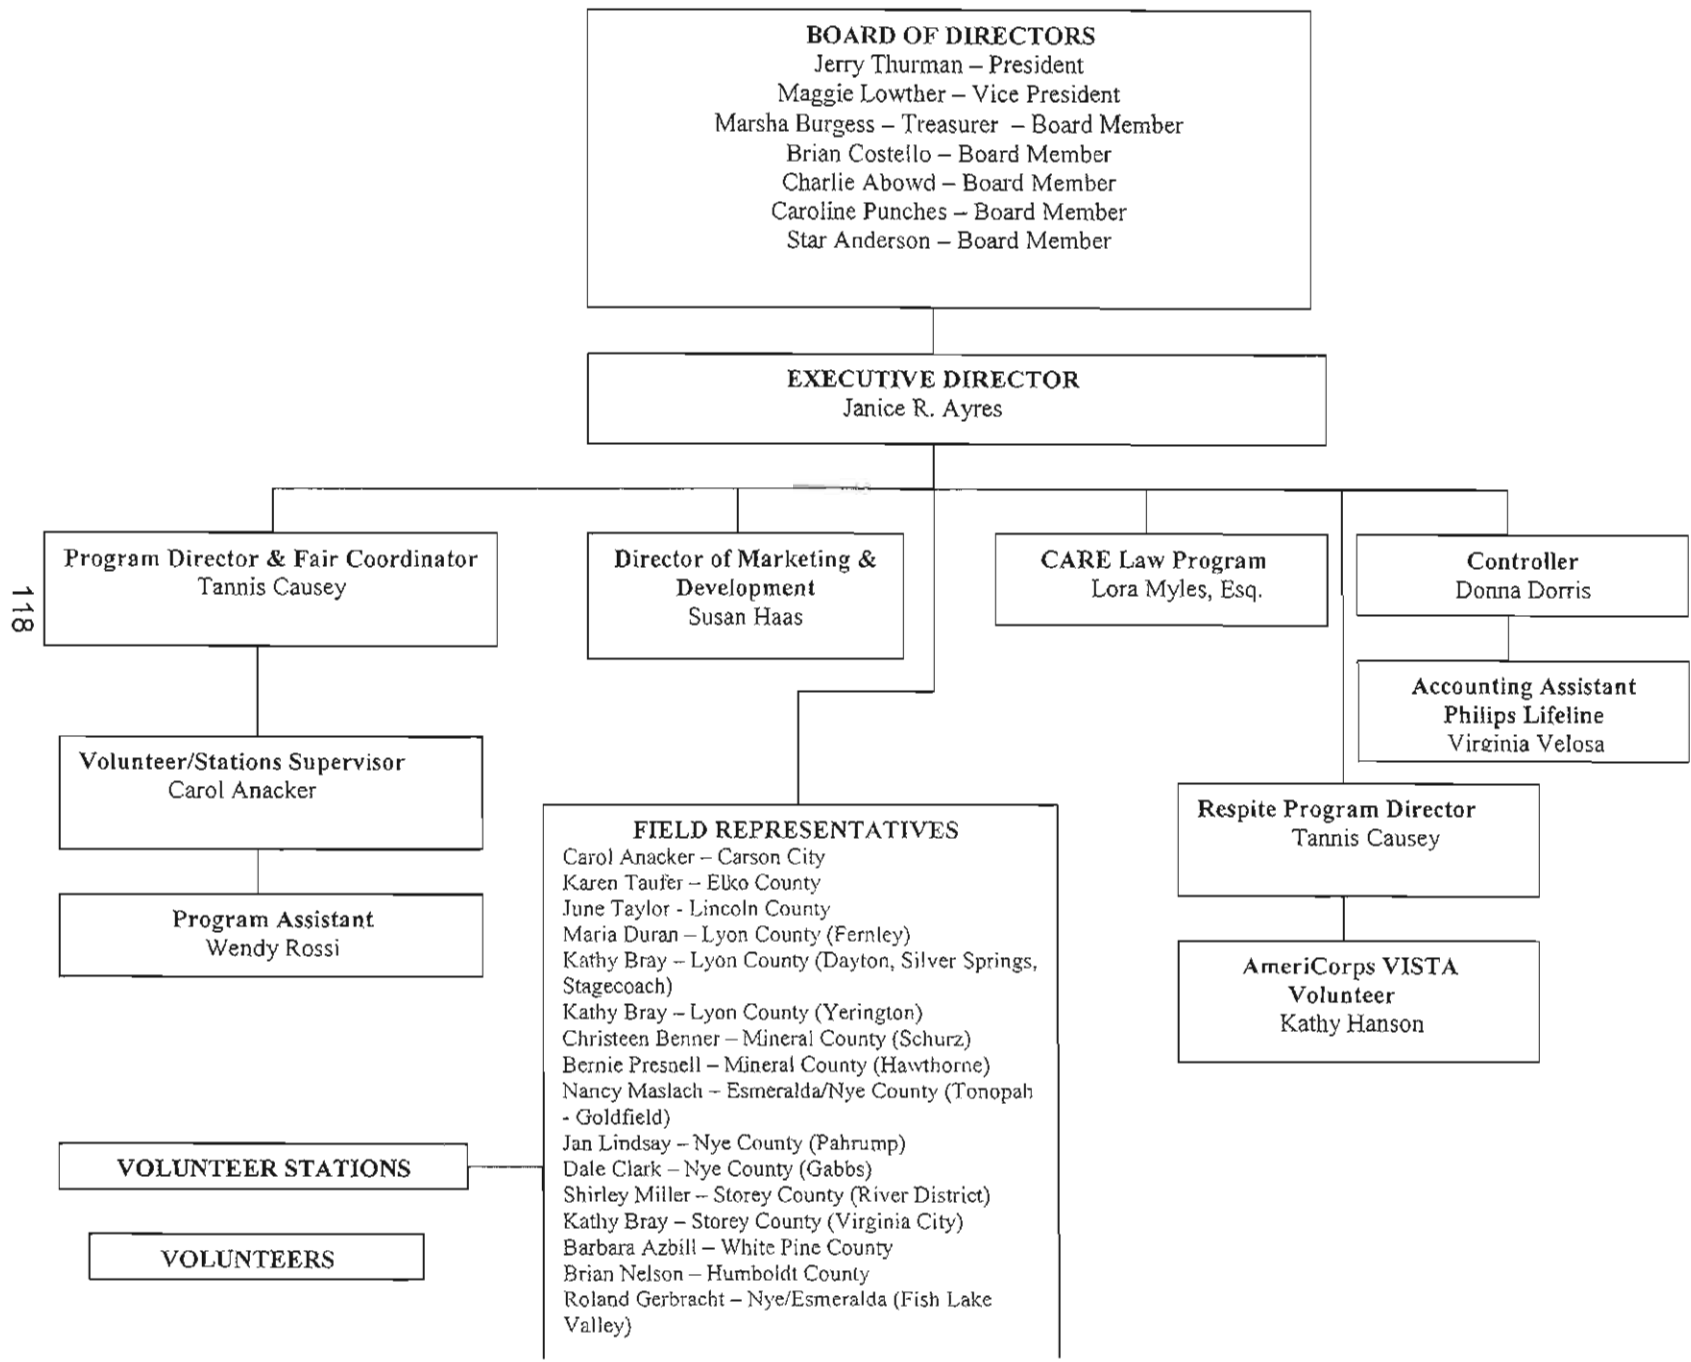 BOARD OF DIRECTORS
Jerry Thurman – President
Maggie Lowther – Vice President
Marsha Burgess – Treasurer – Board Member
Brian Costello – Board Member
Charlie Abowd – Board Member
Caroline Punches – Board Member
Star Anderson – Board Member
EXECUTIVE DIRECTOR
Janice R. Ayres
Program Director & Fair Coordinator
Tannis Causey
Director of Marketing &
Development
Susan Haas
CARE Law Program
Lora Myles, Esq.
Controller
Donna Dorris
118
Accounting Assistant
Philips Lifeline
Virginia Velosa
Volunteer/Stations Supervisor
Carol Anacker
Respite Program Director
Tannis Causey
Program Assistant
Wendy Rossi
AmeriCorps VISTA
Volunteer
Kathy Hanson
FIELD REPRESENTATIVES
Carol Anacker – Carson City
Karen Taufer – Elko County
June Taylor - Lincoln County
Maria Duran – Lyon County (Fernley)
Kathy Bray – Lyon County (Dayton, Silver Springs,
Stagecoach)
Kathy Bray – Lyon County (Yerington)
Christeen Benner – Mineral County (Schurz)
Bernie Presnell – Mineral County (Hawthorne)
Nancy Maslach – Esmeralda/Nye County (Tonopah
- Goldfield)
Jan Lindsay – Nye County (Pahrump)
Dale Clark – Nye County (Gabbs)
Shirley Miller – Storey County (River District)
Kathy Bray – Storey County (Virginia City)
Barbara Azbill – White Pine County
Brian Nelson – Humboldt County
Roland Gerbracht – Nye/Esmeralda (Fish Lake
Valley)
VOLUNTEER STATIONS
VOLUNTEERS